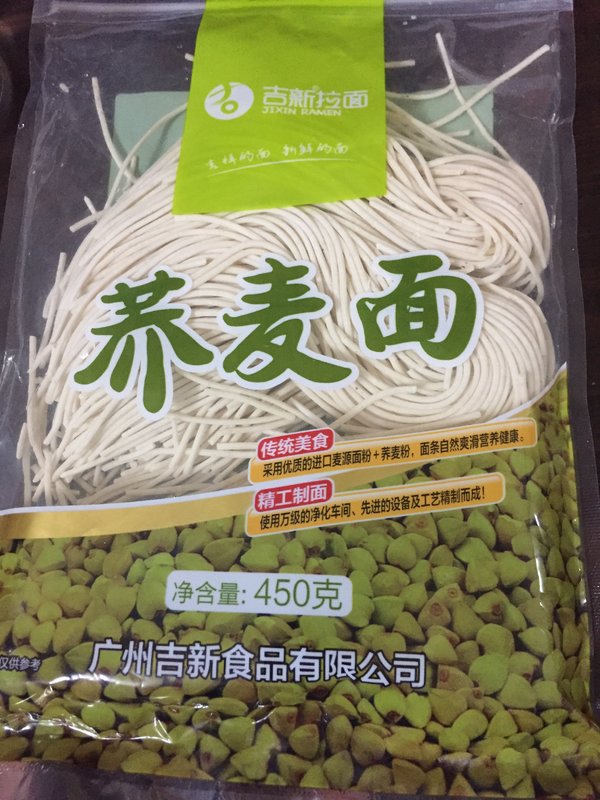 吉新拉面
JIXIN RAMEN
吉祥的面 新鲜的面
荞麦面
传统美食
采用优质的进口麦源面粉+荞麦粉，面条自然爽滑营养健康。
精工制面
使用万级的净化车间、先进的设备及工艺精制而成！
净含量: 450克
仅供参考
广州吉新食品有限公司